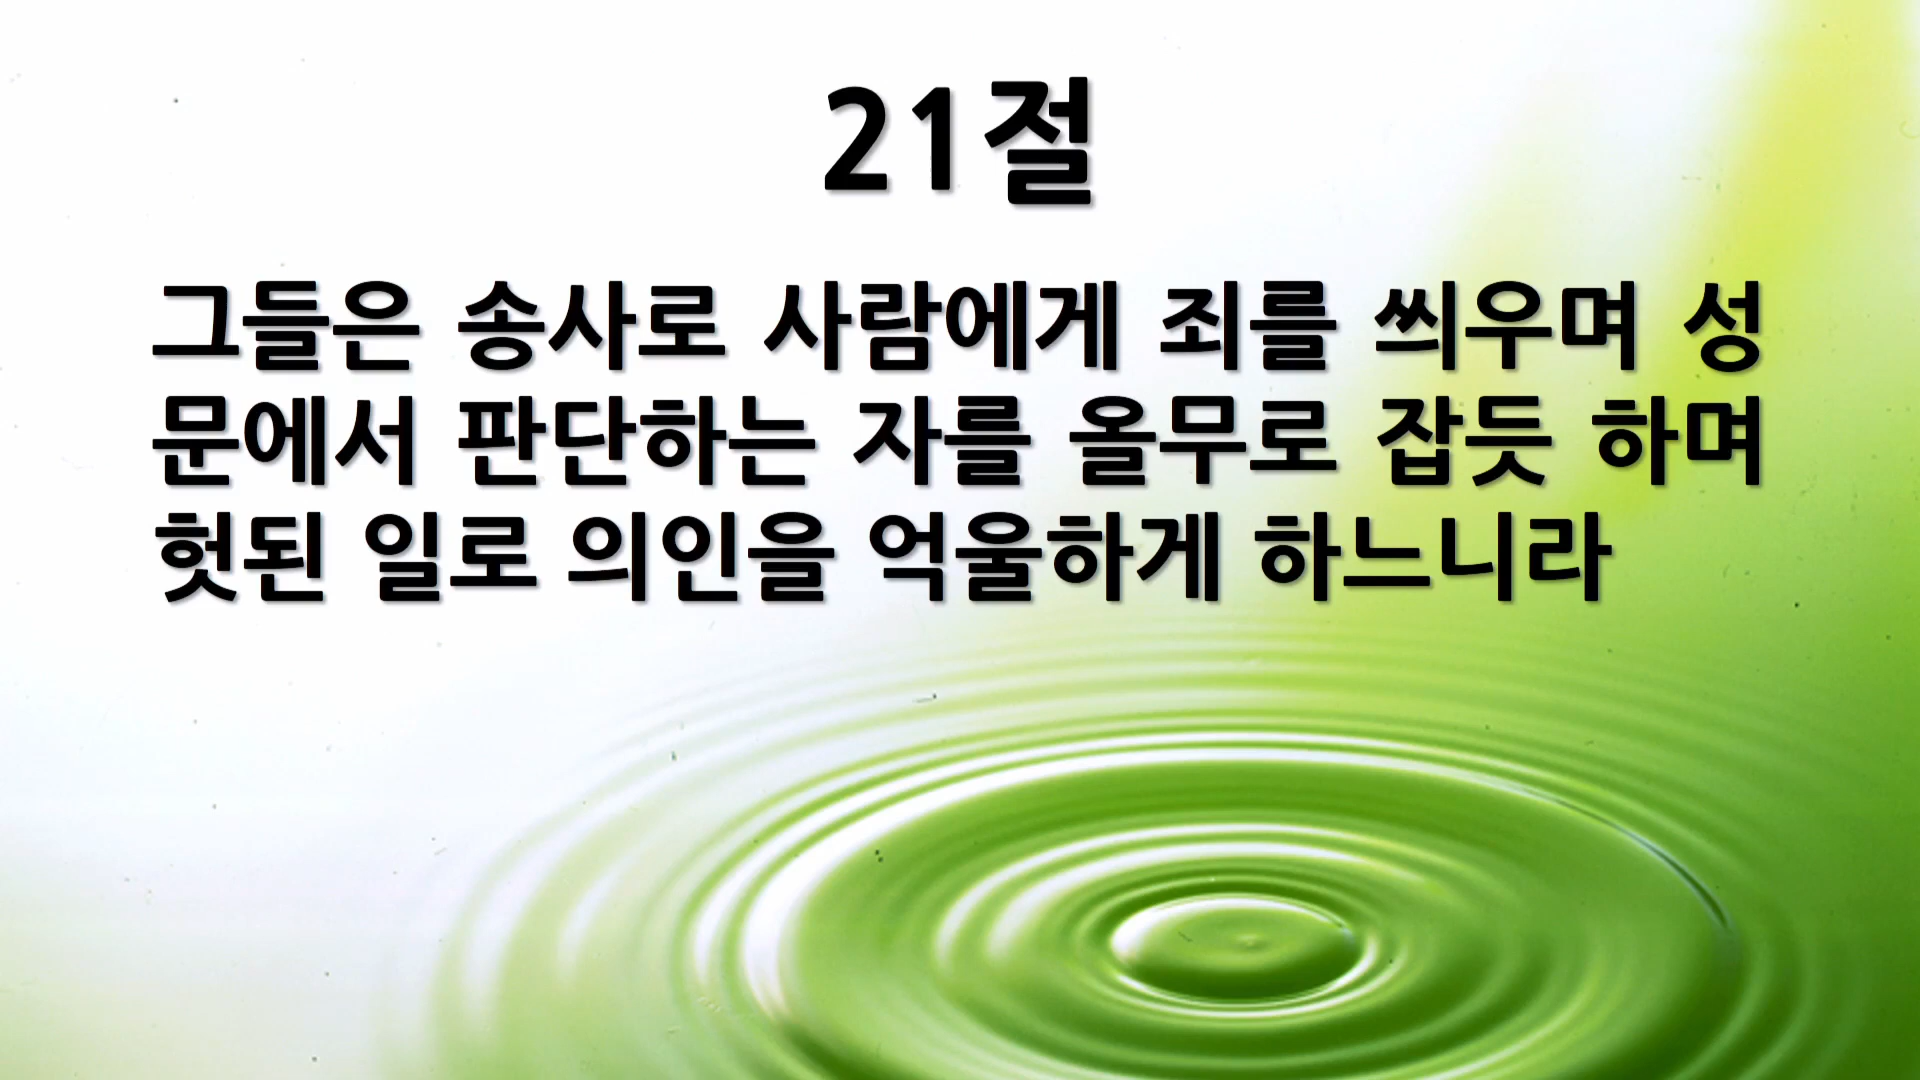 21절
그들은 송사로 사람에게 죄를 씌우며 성
문에서 판단하는 자를 올무로 잡듯 하며
헛된 일로 의인을 억울하게 하느니라